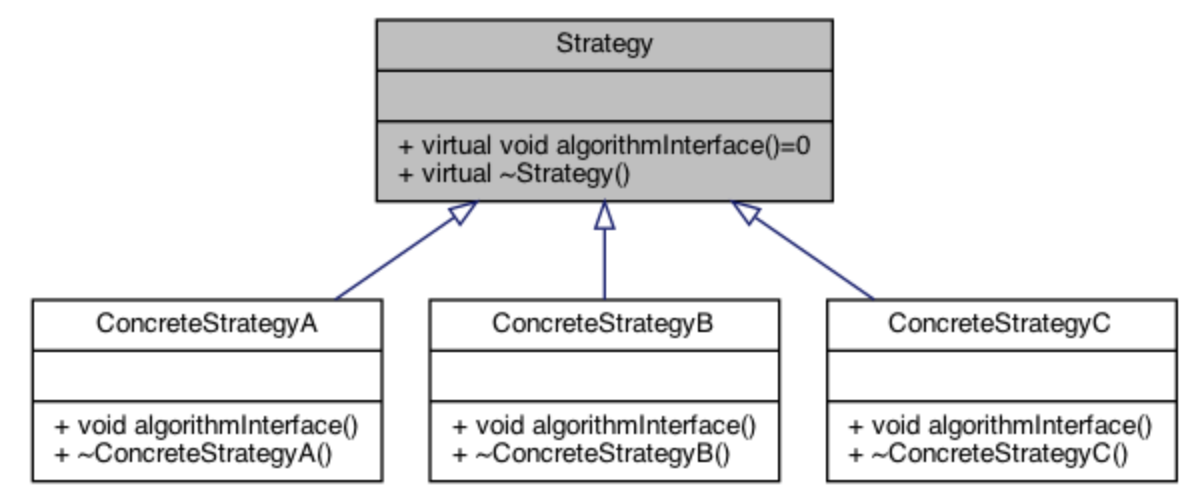 Strategy
+ virtual void algorithmInterface()=0
+ virtual ~Strategy()
ConcreteStrategyA
+ void algorithmInterface()
+ ~ConcreteStrategyA()
ConcreteStrategyB
+ void algorithmInterface()
+ ~ConcreteStrategyB()
ConcreteStrategyC
+ void algorithmInterface()
+ ~ConcreteStrategyC()